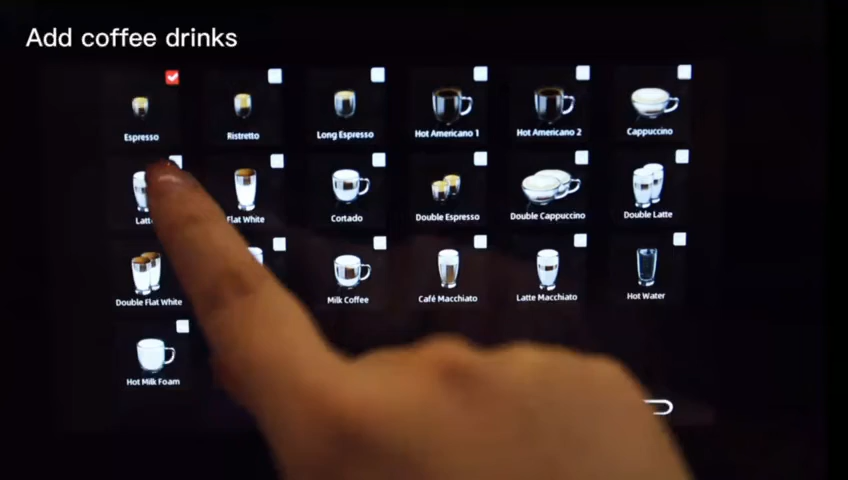 Add coffee drinks
Espresso
Ristretto
Long Espresso
Hot Americano 1
Hot Americano 2
Cappuccino
Flat White
Cortado
Double Espresso
Double Cappuccino
Double Latte
Double Flat White
Milk Coffee
Café Macchiato
Latte Macchiato
Hot Water
Hot Milk Foam